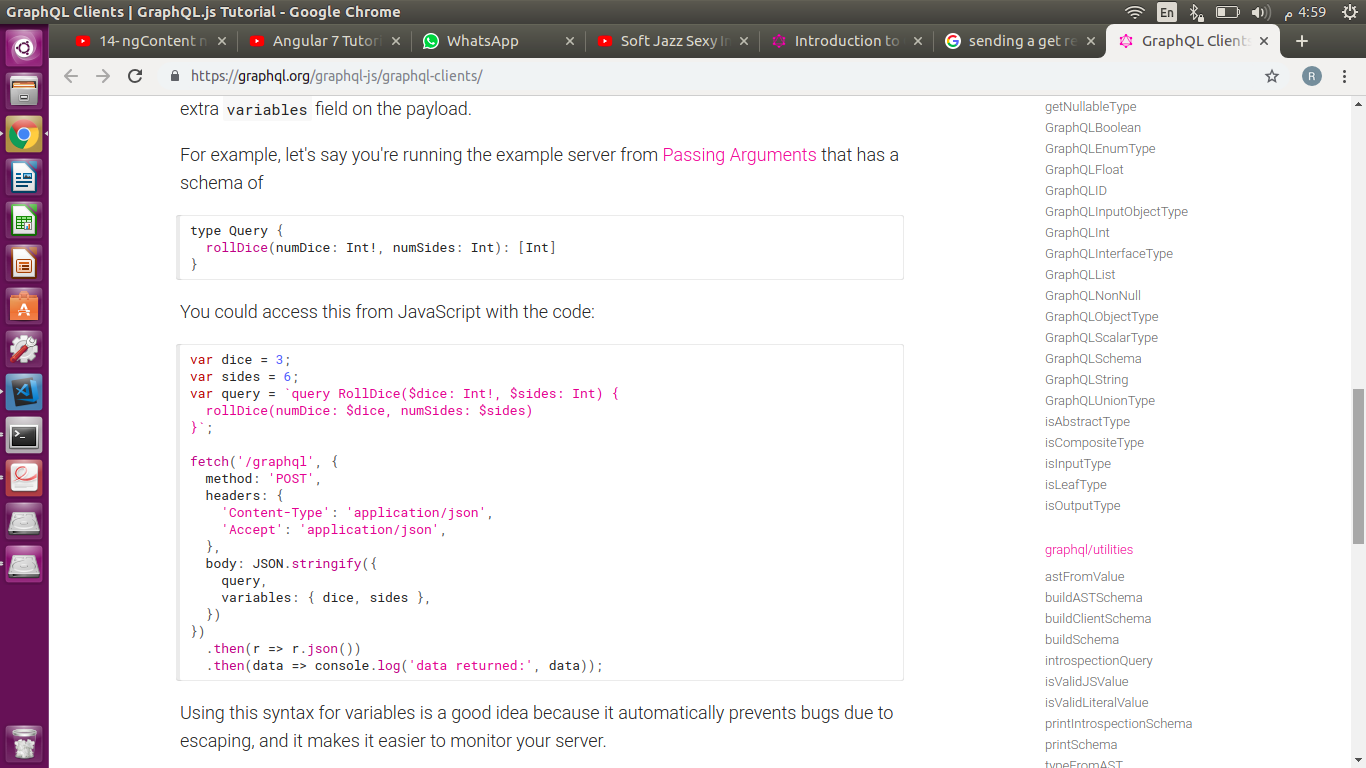 GraphQL Clients | GraphQL.js Tutorial - Google Chrome
En
4:59 م
14- ngContent n
Angular 7 Tutori
WhatsApp
Soft Jazz Sexy In
Introduction to
sending a get re
GraphQL Clients
https://graphql.org/graphql-js/graphql-clients/
R
extra variables field on the payload.
For example, let's say you're running the example server from Passing Arguments that has a
schema of
type Query {
  rollDice(numDice: Int!, numSides: Int): [Int]
}
You could access this from JavaScript with the code:
var dice = 3;
var sides = 6;
var query = `query RollDice($dice: Int!, $sides: Int) {
  rollDice(numDice: $dice, numSides: $sides)
}`;
fetch('/graphql', {
  method: 'POST',
  headers: {
    'Content-Type': 'application/json',
    'Accept': 'application/json',
  },
  body: JSON.stringify({
    query,
    variables: { dice, sides },
  })
})
  .then(r => r.json())
  .then(data => console.log('data returned:', data));
Using this syntax for variables is a good idea because it automatically prevents bugs due to
escaping, and it makes it easier to monitor your server.
getNullableType
GraphQLBoolean
GraphQLEnumType
GraphQLFloat
GraphQLID
GraphQLInputObjectType
GraphQLInt
GraphQLInterfaceType
GraphQLList
GraphQLNonNull
GraphQLObjectType
GraphQLScalarType
GraphQLSchema
GraphQLString
GraphQLUnionType
isAbstractType
isCompositeType
isInputType
isLeafType
isOutputType
graphql/utilities
astFromValue
buildASTSchema
buildClientSchema
buildSchema
introspectionQuery
isValidJSValue
isValidLiteralValue
printIntrospectionSchema
printSchema
typeFromAST